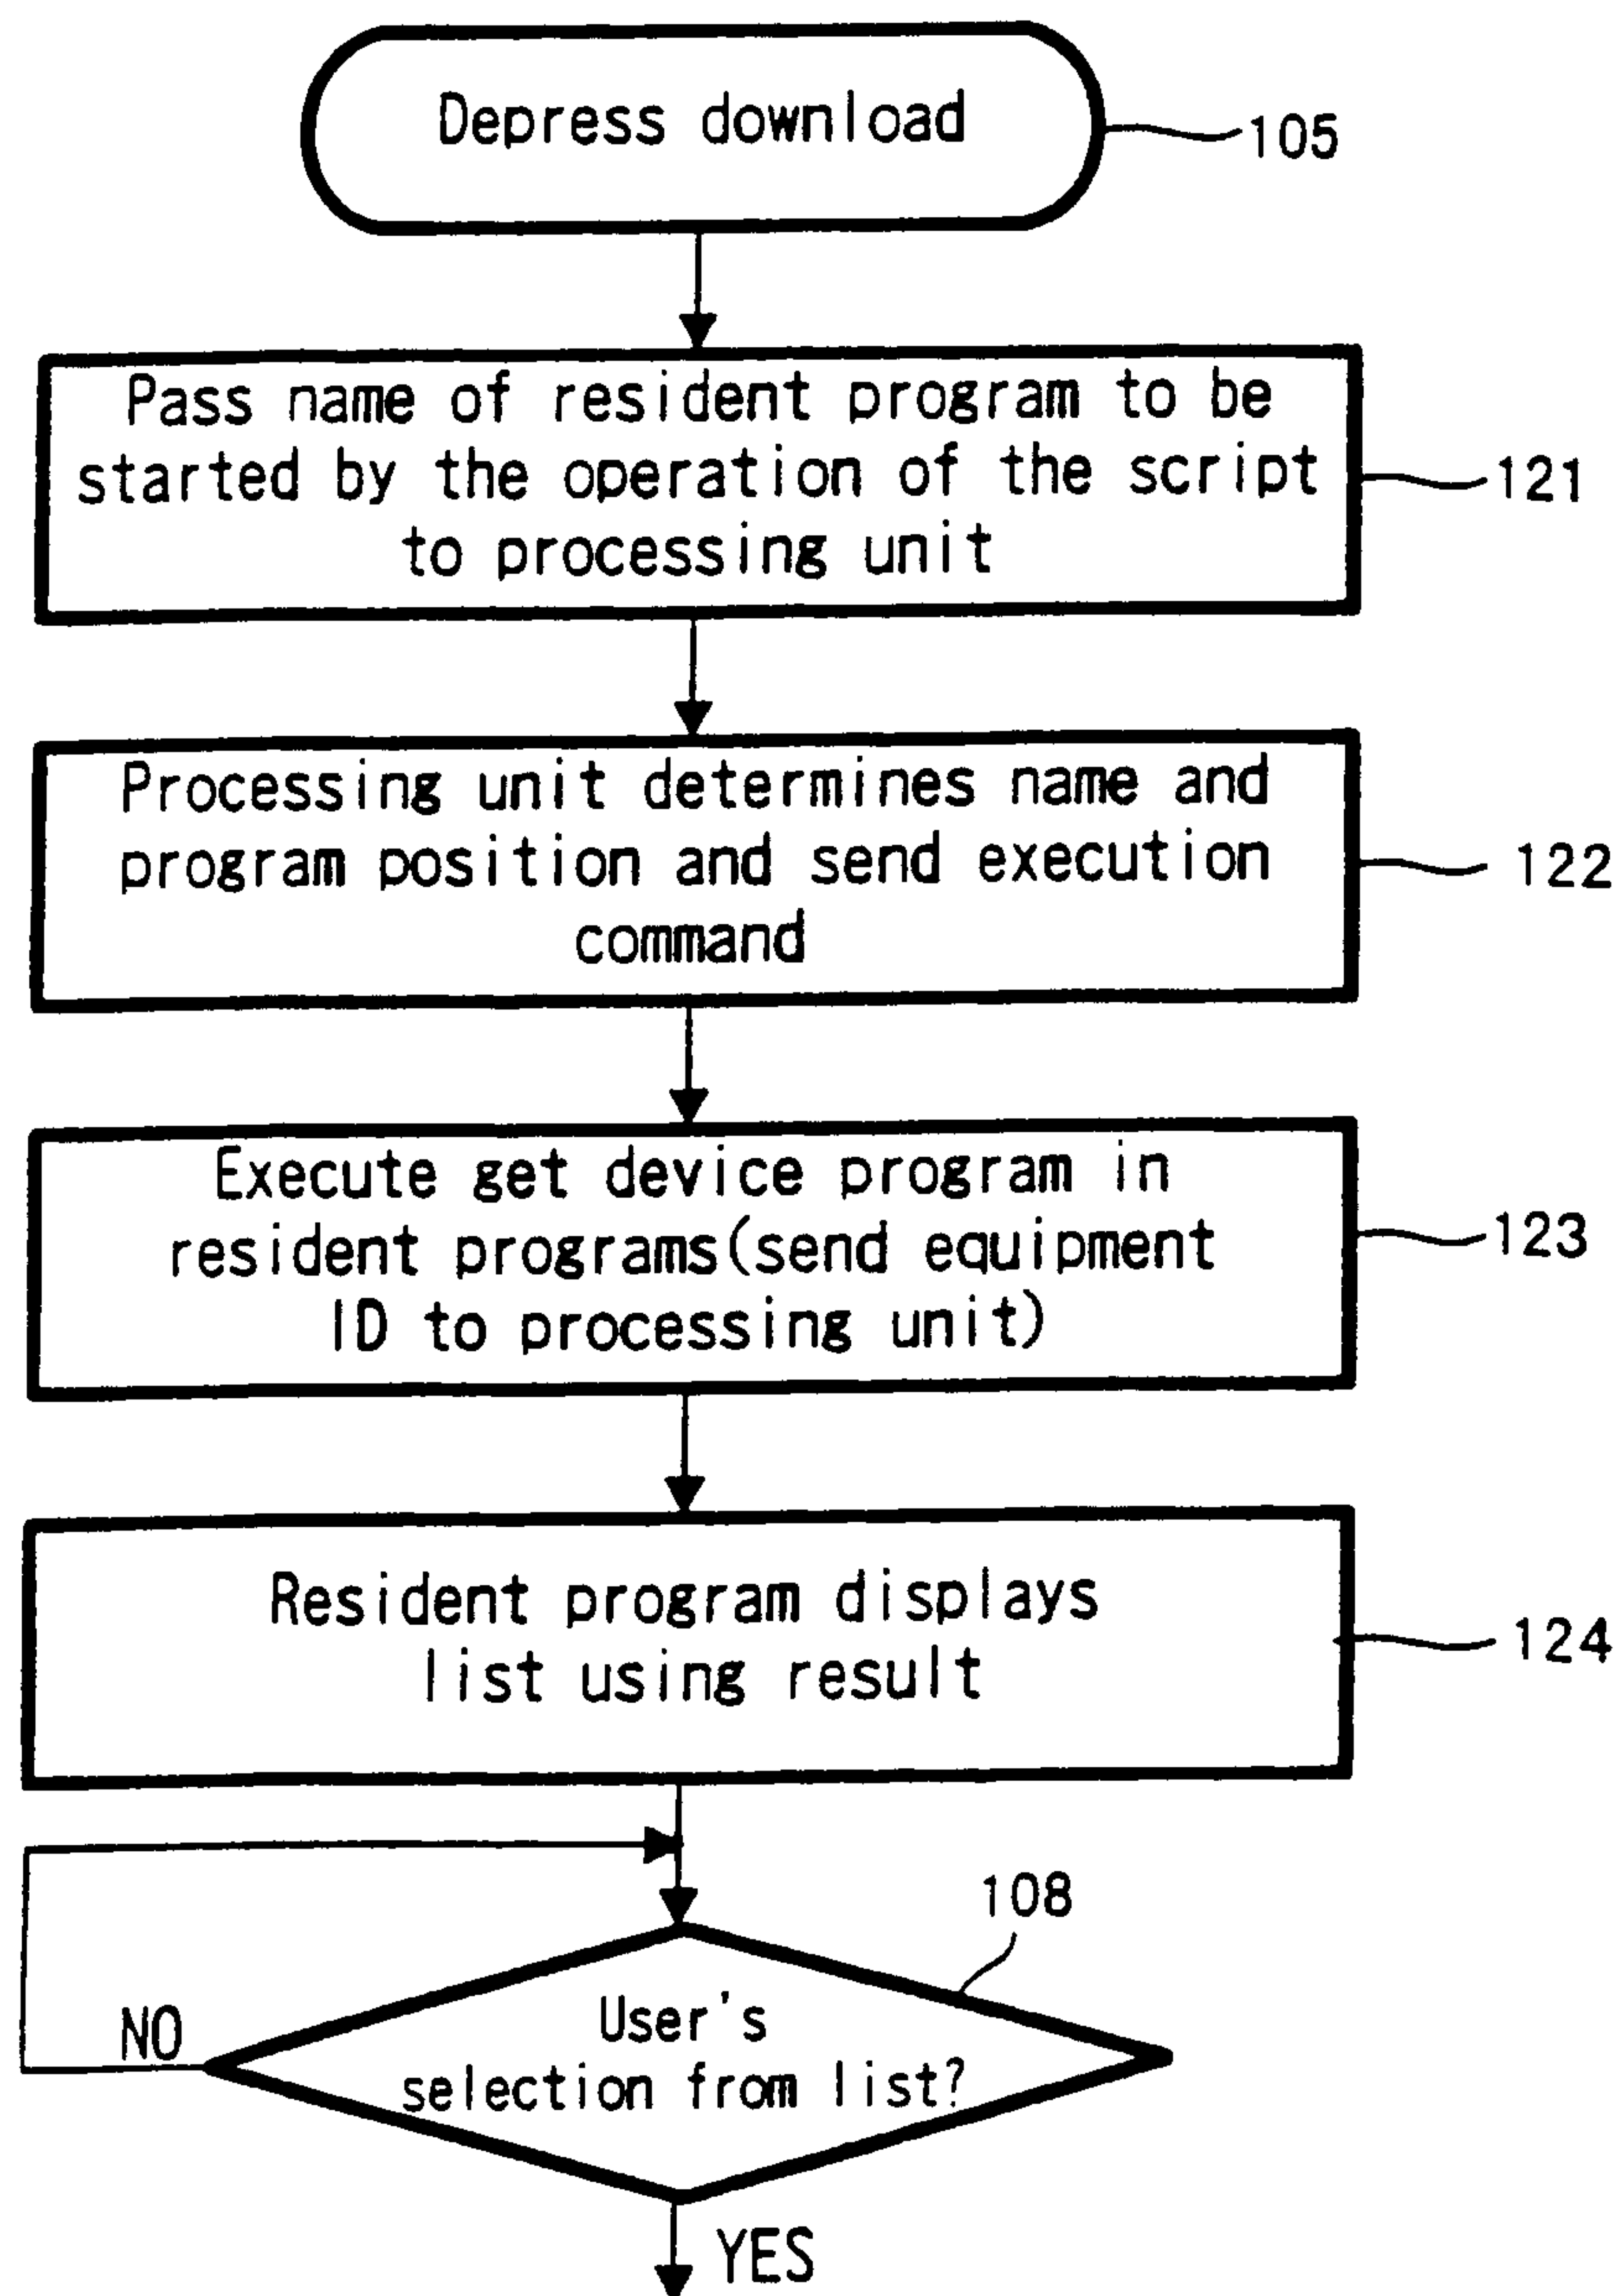 Depress download
105
Pass name of resident program to be
started by the operation of the script
to processing unit
121
Processing unit determines name and
program position and send execution
command
122
Execute get device program in
resident programs(send equipment
ID to processing unit)
123
Resident program displays
list using result
124
108
User's
selection from list?
NO
YES